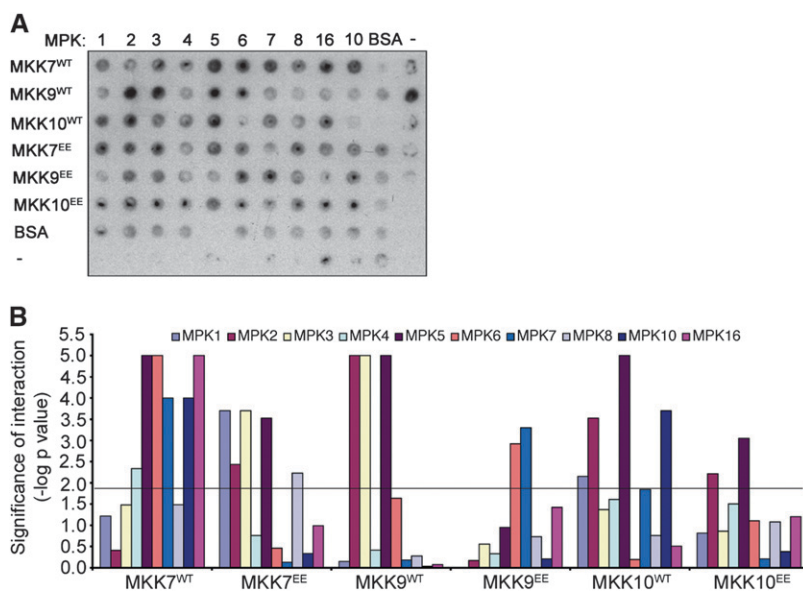 A
MPK: 1 2 3 4 5 6 7 8 16 10 BSA -
MKK7WT
MKK9WT
MKK10WT
MKK7EE
MKK9EE
MKK10EE
BSA
-
B
MPK1 MPK2 MPK3 MPK4 MPK5 MPK6 MPK7 MPK8 MPK10 MPK16
Significance of interaction
(-log p value)
5.5
5.0
4.5
4.0
3.5
3.0
2.5
2.0
1.5
1.0
0.5
0.0
MKK7WT MKK7EE MKK9WT MKK9EE MKK10WT MKK10EE